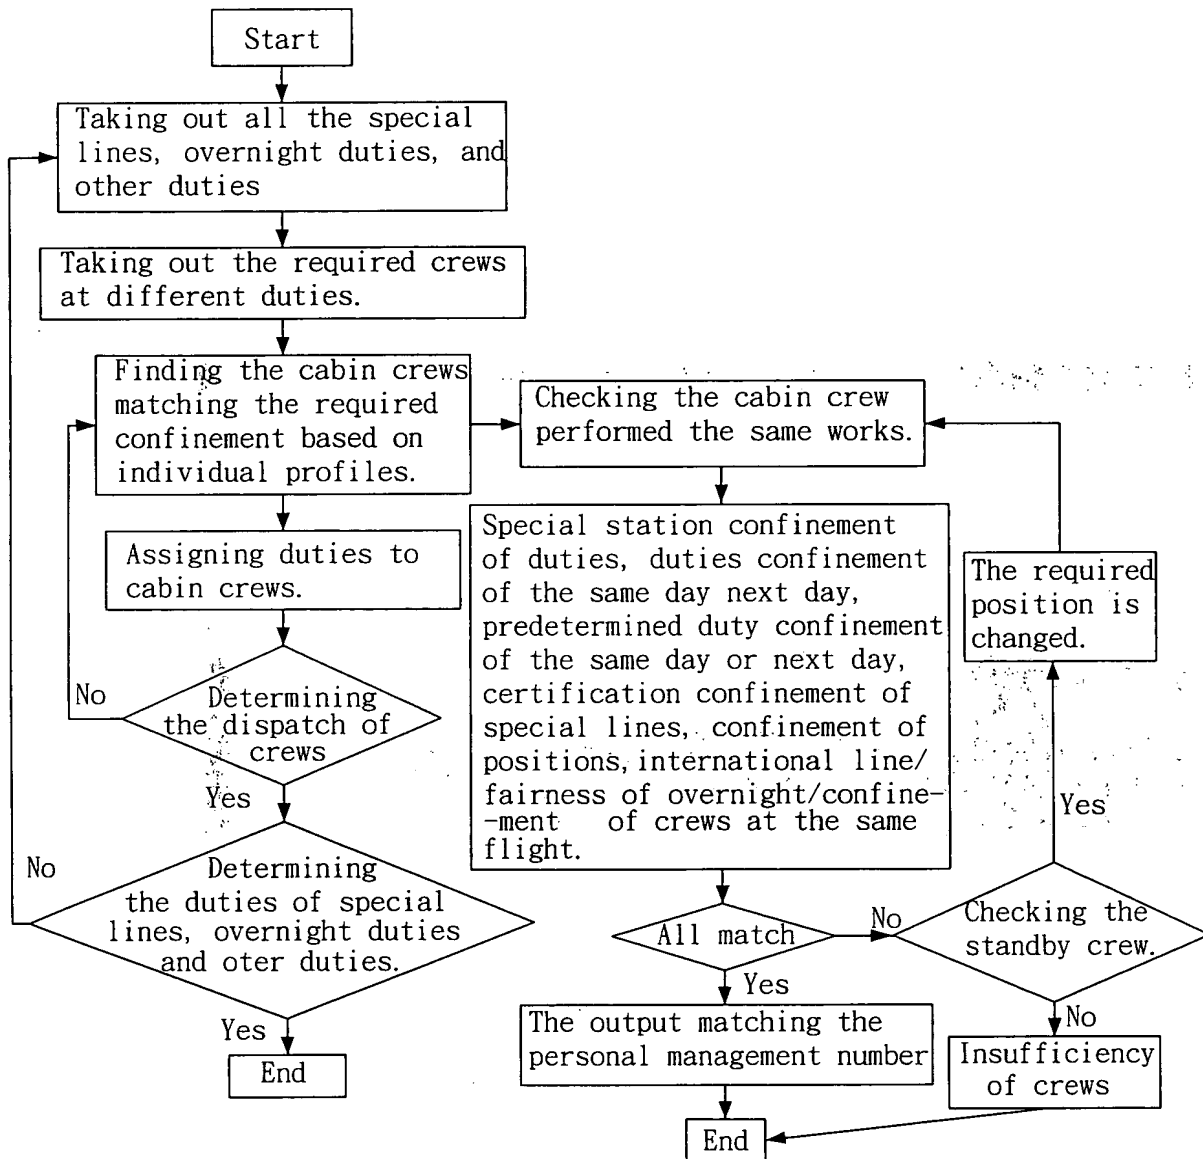 Start
Taking out all the special
lines, overnight duties, and
other duties
Taking out the required crews
at different duties.
Finding the cabin crews
matching the required
confinement based on
individual profiles.
Assigning duties to
cabin crews.
No
Determining
the dispatch of
crews
Yes
No
Determining
the duties of special
lines, overnight duties
and oter duties.
Yes
End
Checking the cabin crew
performed the same works.
Special station confinement
of duties, duties confinement
of the same day next day,
predetermined duty confinement
of the same day or next day,
certification confinement of
special lines, confinement of
positions, international line/
fairness of overnight/confine-
-ment of crews at the same
flight.
All match
No
Yes
The output matching the
personal management number
End
The required
position is
changed.
Yes
Checking the
standby crew.
No
Insufficiency
of crews